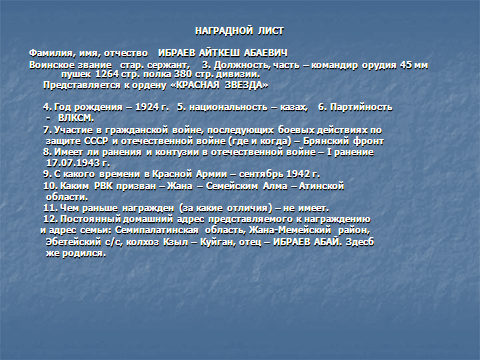 НАГРАДНОЙ ЛИСТ
Фамилия, имя, отчество ИБРАЕВ АЙТКЕШ АБАЕВИЧ
Воинское звание стар. сержант, 3. Должность, часть – командир орудия 45 мм
пушек 1264 стр. полка 380 стр. дивизии.
Представляется к ордену «КРАСНАЯ ЗВЕЗДА»
4. Год рождения – 1924 г. 5. национальность – казах, 6. Партийность
- ВЛКСМ.
7. Участие в гражданской войне, последующих боевых действиях по
защите СССР и отечественной войне (где и когда) – Брянский фронт
8. Имеет ли ранения и контузии в отечественной войне – I ранение
17.07.1943 г.
9. С какого времени в Красной Армии – сентябрь 1942 г.
10. Каким РВК призван – Жана – Семейским Алма – Атинской
области.
11. Чем раньше награжден (за какие отличия) – не имеет.
12. Постоянный домашний адрес представляемого к награждению
и адрес семьи: Семипалатинская область, Жана-Мемейский район,
Эбетейский с/с, колхоз Кзыл – Куйган, отец – ИБРАЕВ АБАЙ. Здесб
же родился.